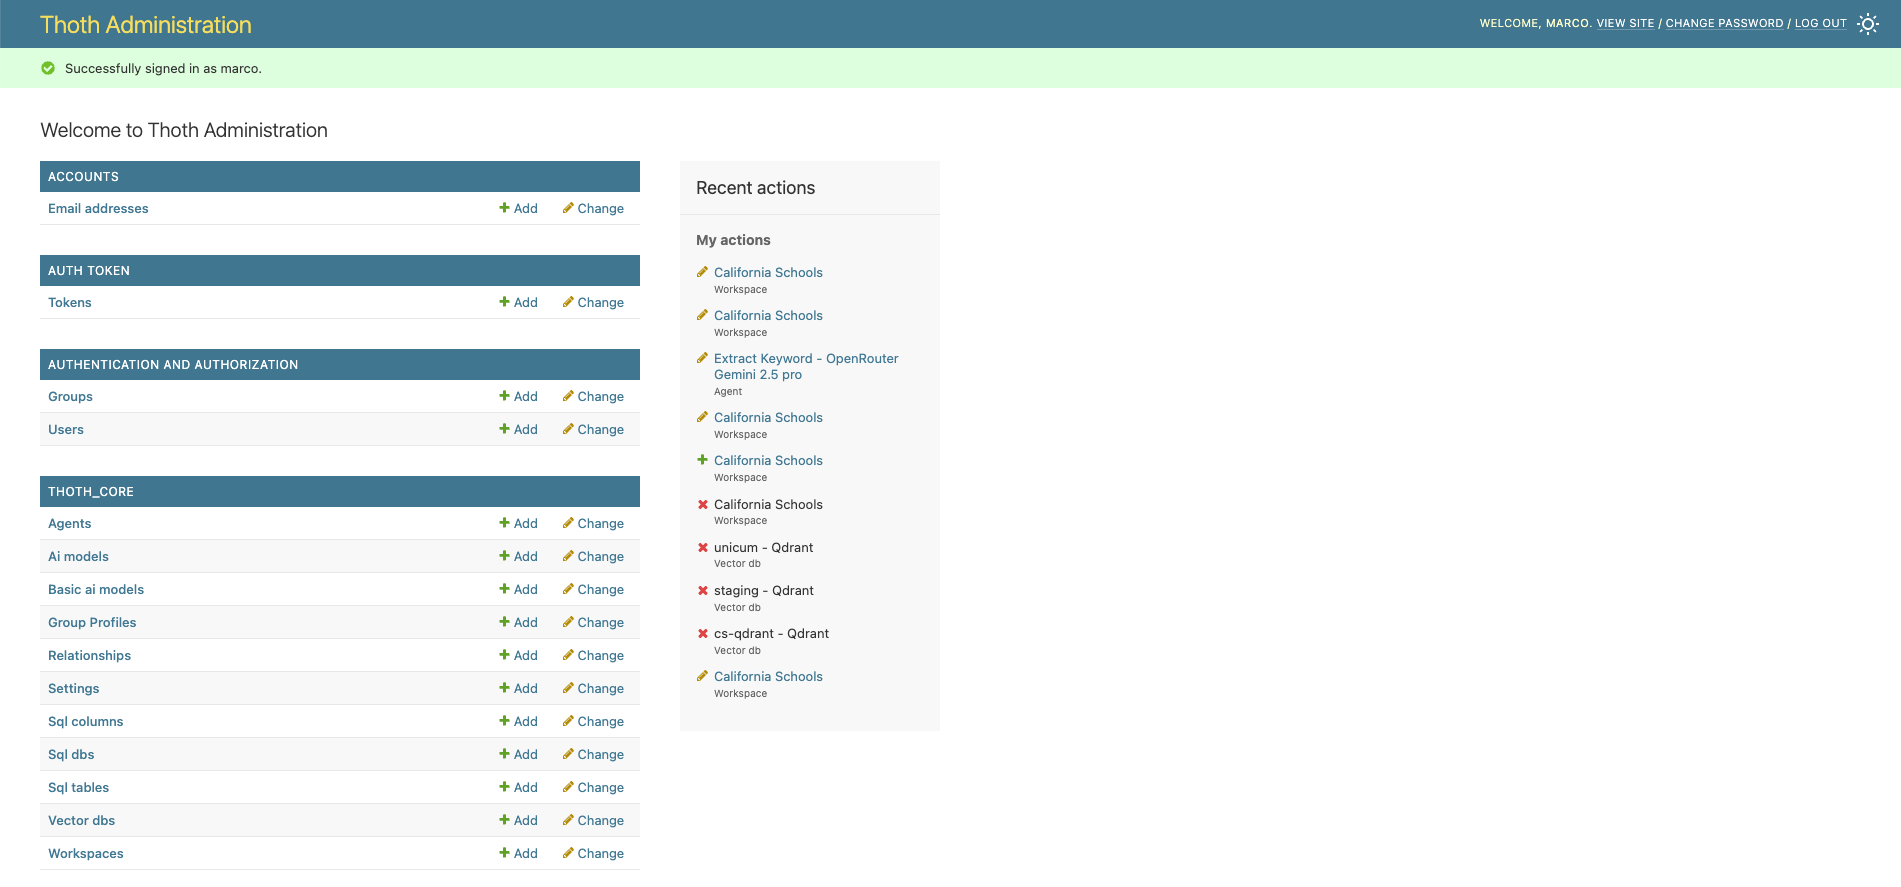 Thoth Administration
WELCOME, MARCO. VIEW SITE / CHANGE PASSWORD / LOG OUT
Successfully signed in as marco.
Welcome to Thoth Administration
ACCOUNTS
Email addresses Add Change
AUTH TOKEN
Tokens Add Change
AUTHENTICATION AND AUTHORIZATION
Groups Add Change
Users Add Change
THOTH_CORE
Agents Add Change
Ai models Add Change
Basic ai models Add Change
Group Profiles Add Change
Relationships Add Change
Settings Add Change
Sql columns Add Change
Sql dbs Add Change
Sql tables Add Change
Vector dbs Add Change
Workspaces Add Change
Recent actions
My actions
California Schools
Workspace
California Schools
Workspace
Extract Keyword - OpenRouter
Gemini 2.5 pro
Agent
California Schools
Workspace
California Schools
Workspace
California Schools
Workspace
unicum - Qdrant
Vector db
staging - Qdrant
Vector db
cs-qdrant - Qdrant
Vector db
California Schools
Workspace